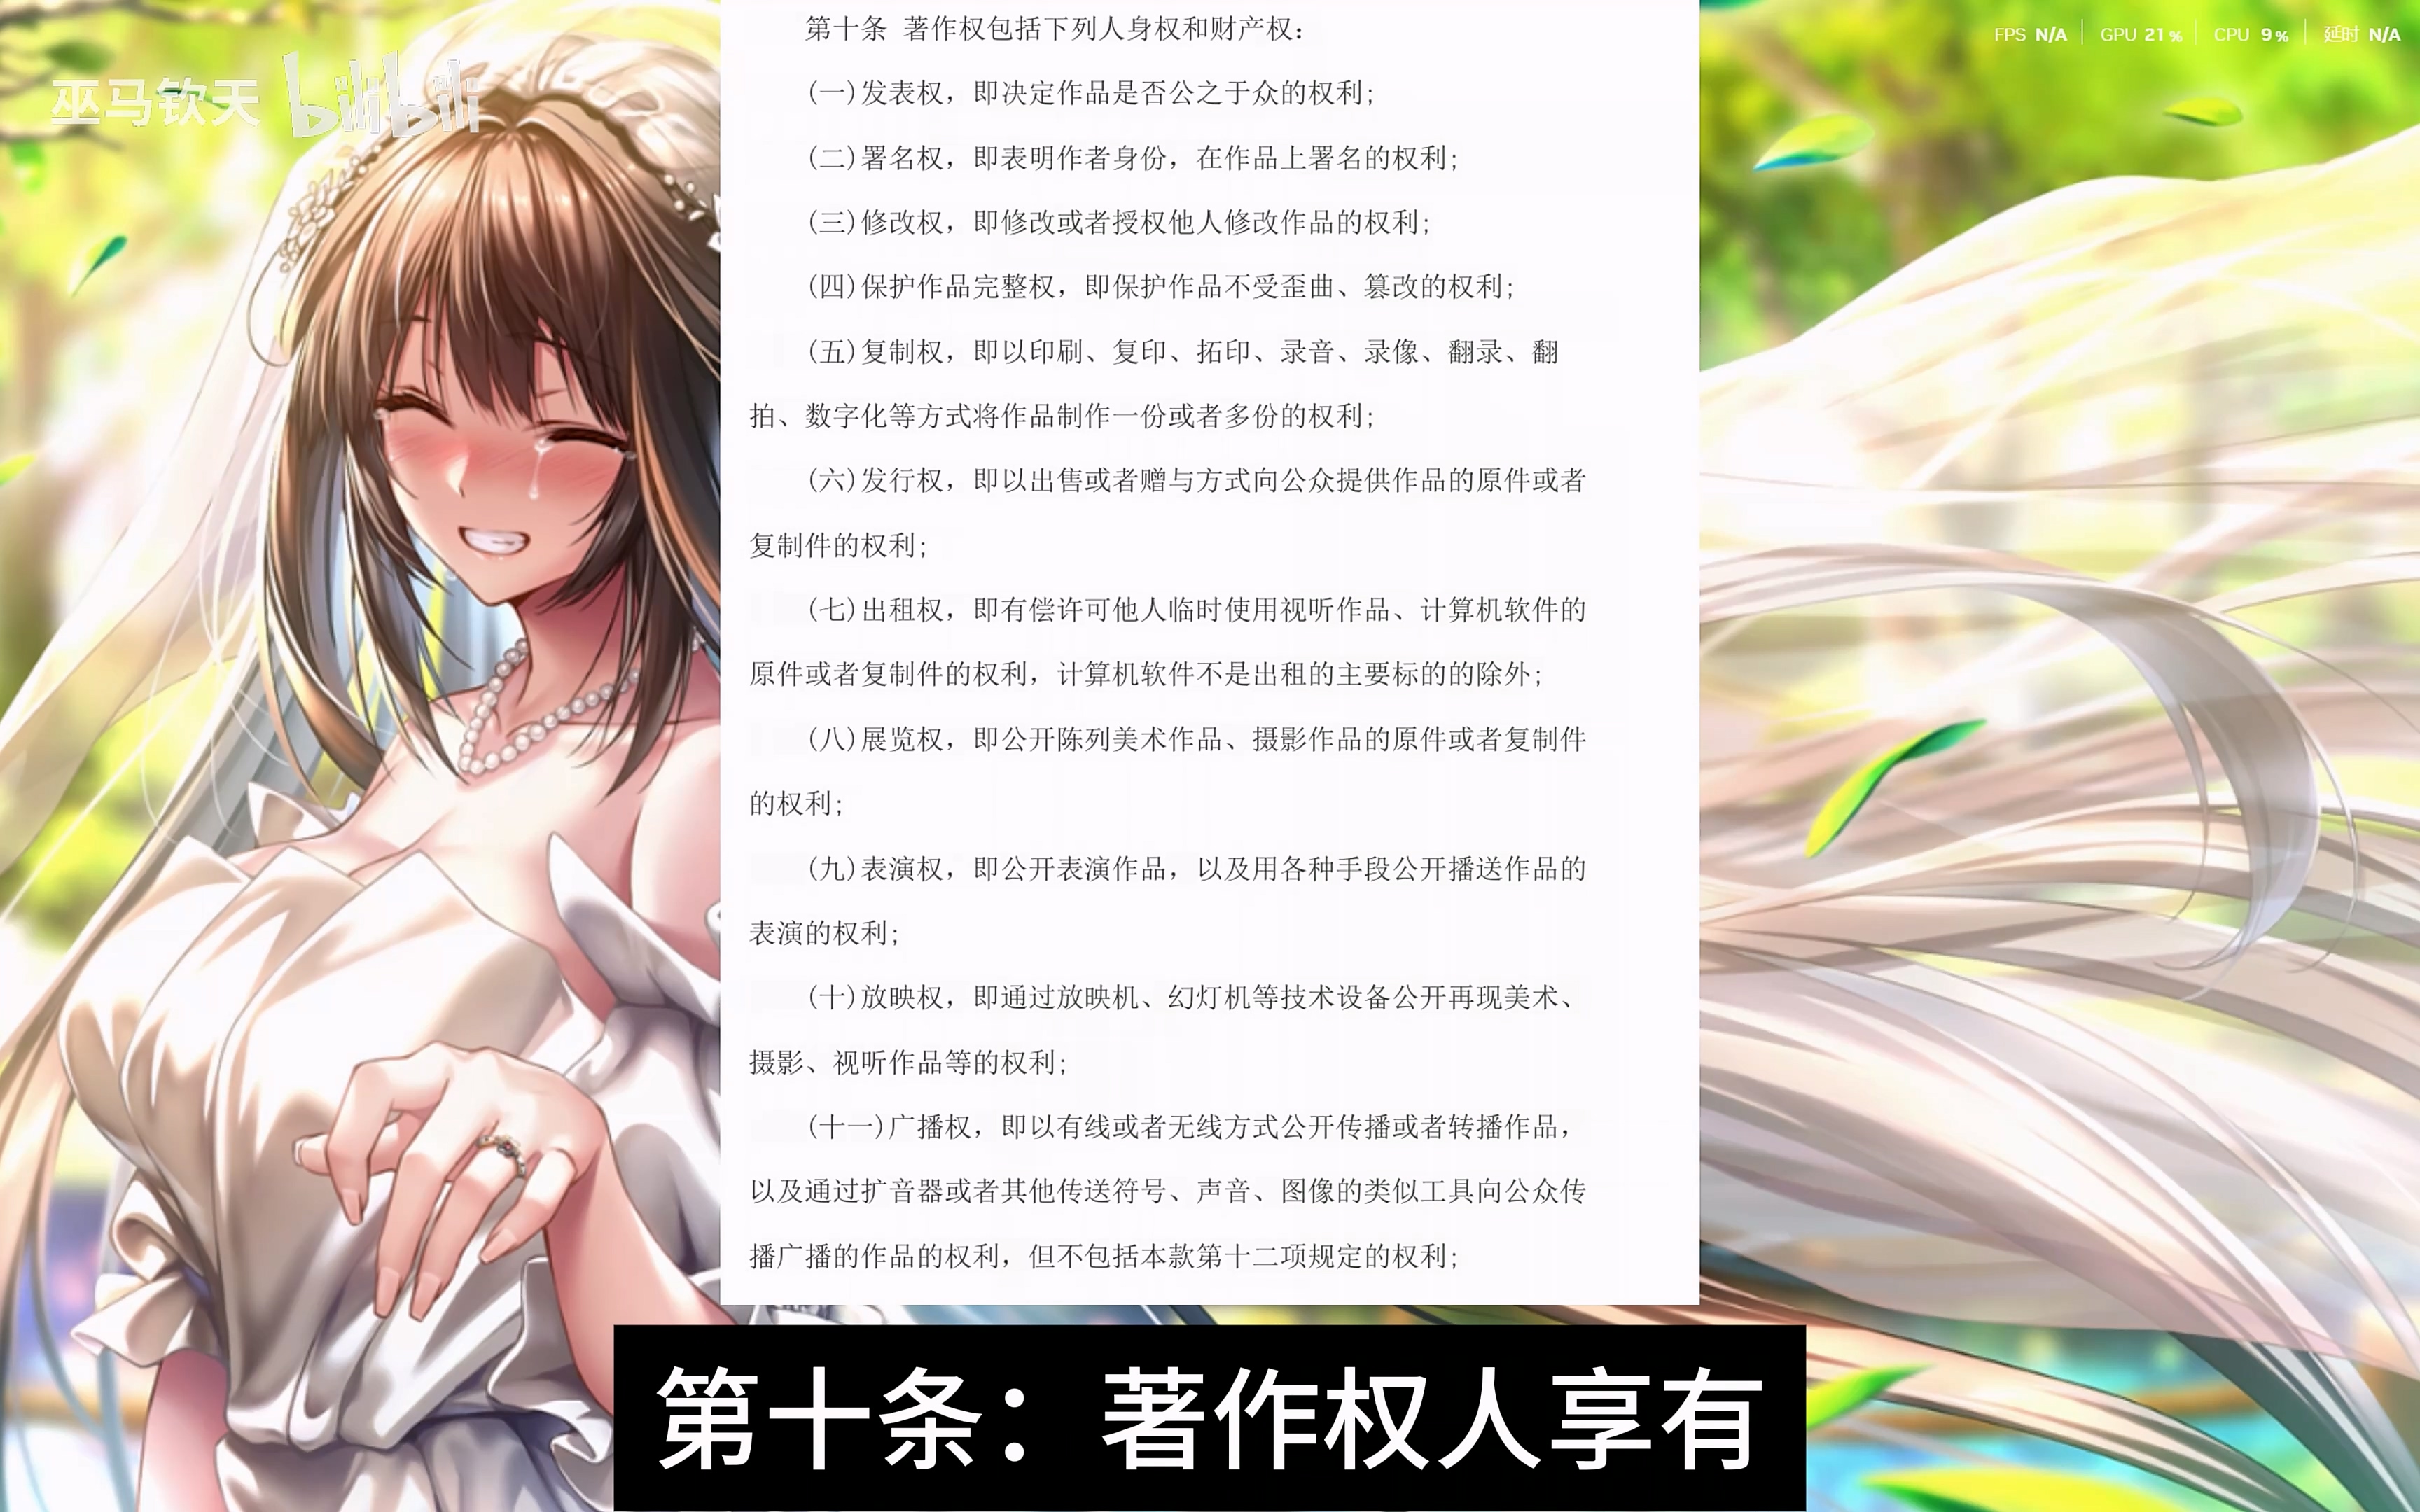 巫马钦天 bilibili
FPS N/A GPU 21% CPU 9% 延时 N/A
第十条 著作权包括下列人身权和财产权：
(一)发表权，即决定作品是否公之于众的权利;
(二)署名权，即表明作者身份，在作品上署名的权利;
(三)修改权，即修改或者授权他人修改作品的权利;
(四)保护作品完整权，即保护作品不受歪曲、篡改的权利;
(五)复制权，即以印刷、复印、拓印、录音、录像、翻录、翻
拍、数字化等方式将作品制作一份或者多份的权利;
(六)发行权，即以出售或者赠与方式向公众提供作品的原件或者
复制件的权利;
(七)出租权，即有偿许可他人临时使用视听作品、计算机软件的
原件或者复制件的权利，计算机软件不是出租的主要标的的除外;
(八)展览权，即公开陈列美术作品、摄影作品的原件或者复制件
的权利;
(九)表演权，即公开表演作品，以及用各种手段公开播送作品的
表演的权利;
(十)放映权，即通过放映机、幻灯机等技术设备公开再现美术、
摄影、视听作品等的权利;
(十一)广播权，即以有线或者无线方式公开传播或者转播作品，
以及通过扩音器或者其他传送符号、声音、图像的类似工具向公众传
播广播的作品的权利，但不包括本款第十二项规定的权利;
第十条：著作权人享有